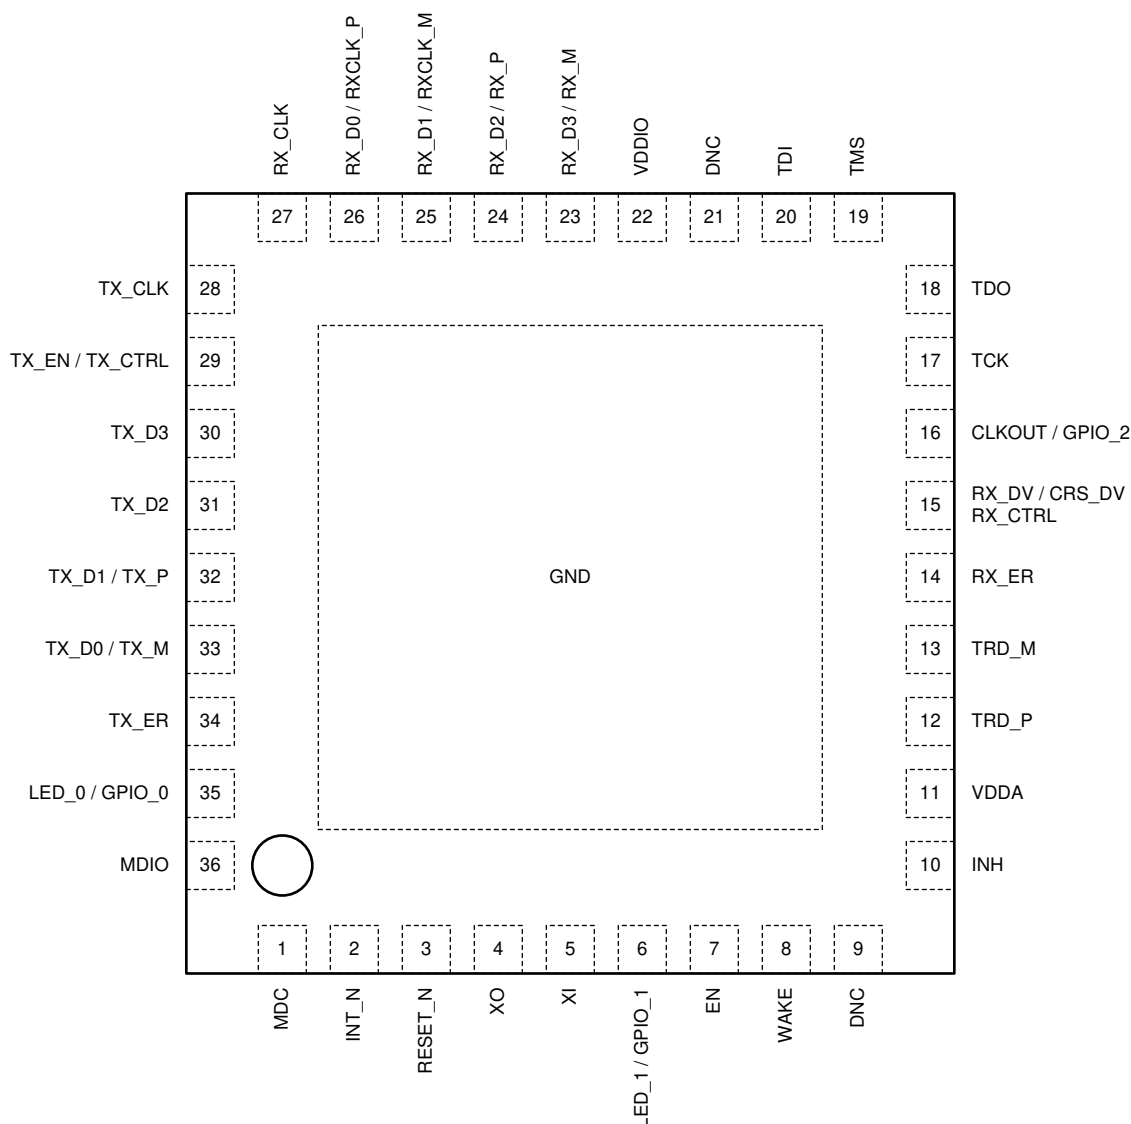 RX_CLK
RX_D0 / RXCLK_P
RX_D1 / RXCLK_M
RX_D2 / RX_P
RX_D3 / RX_M
VDDIO
DNC
TDI
TMS
27
26
25
24
23
22
21
20
19
TX_CLK
28
18
TDO
TX_EN / TX_CTRL
29
17
TCK
TX_D3
30
16
CLKOUT / GPIO_2
TX_D2
31
15
RX_DV / CRS_DV
RX_CTRL
TX_D1 / TX_P
32
GND
14
RX_ER
TX_D0 / TX_M
33
13
TRD_M
TX_ER
34
12
TRD_P
LED_0 / GPIO_0
35
11
VDDA
MDIO
36
10
INH
1
2
3
4
5
6
7
8
9
MDC
INT_N
RESET_N
XO
XI
LED_1 / GPIO_1
EN
WAKE
DNC